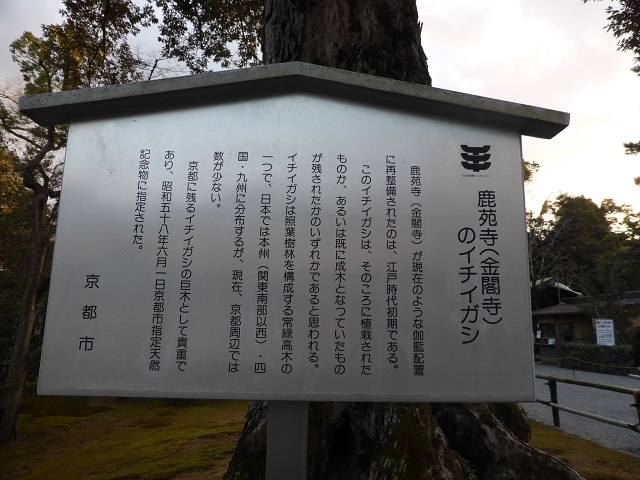 鹿苑寺(金閣寺)
のイチイガシ
鹿苑寺(金閣寺)が現在のような伽藍配置
に再整備されたのは、江戸時代初期である。
このイチイガシは、そのころに植栽された
ものか、あるいは既に成木となつていたもの
が残されたかのいずれかであると思われる。
イチイガシは照葉樹林を構成する常緑高木の
一つで、日本では本州(関東南部以西)・四
国・九州に分布するが、現在、京都周辺では
数が少ない。
京都に残るイチイガシの巨木として貴重で
あり、昭和五十八年六月一日京都市指定天然
記念物に指定された。
京都市